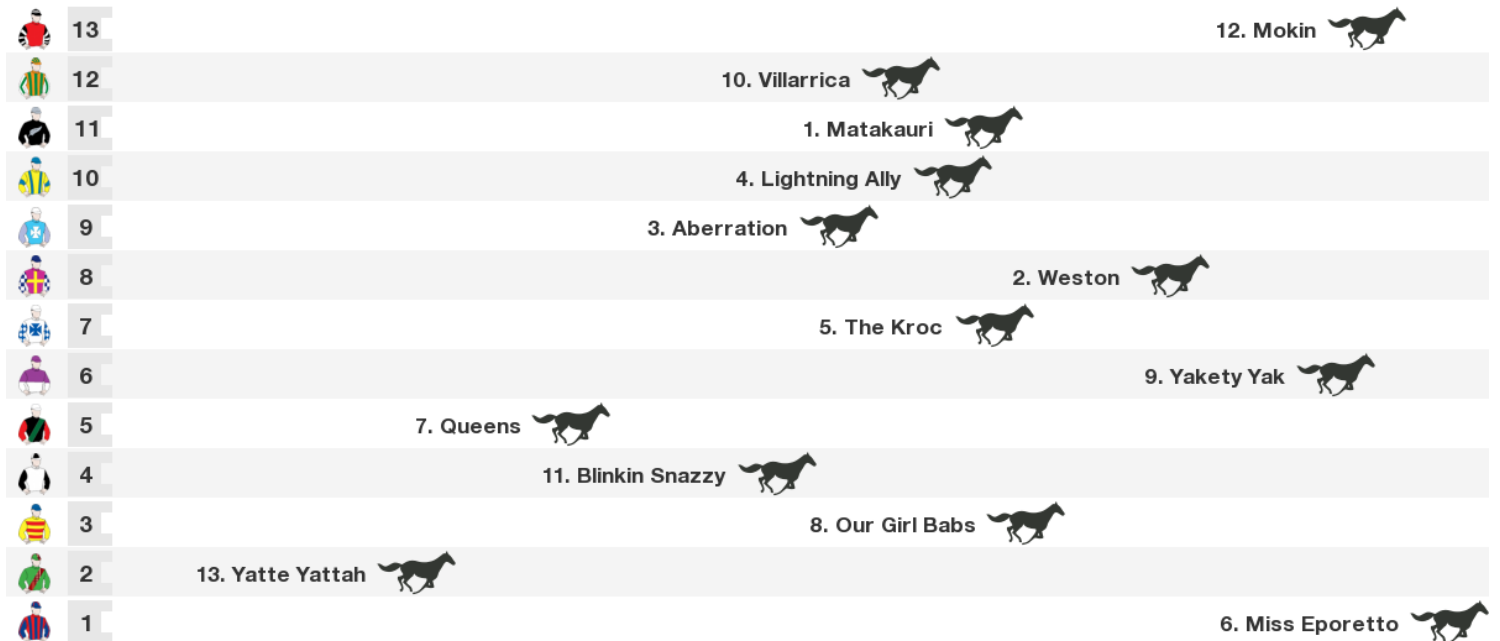 13 12. Mokin
12 10. Villarrica
11 1. Matakauri
10 4. Lightning Ally
9 3. Aberration
8 2. Weston
7 5. The Kroc
6 9. Yakety Yak
5 7. Queens
4 11. Blinkin Snazzy
3 8. Our Girl Babs
2 13. Yatte Yattah
1 6. Miss Eporetto